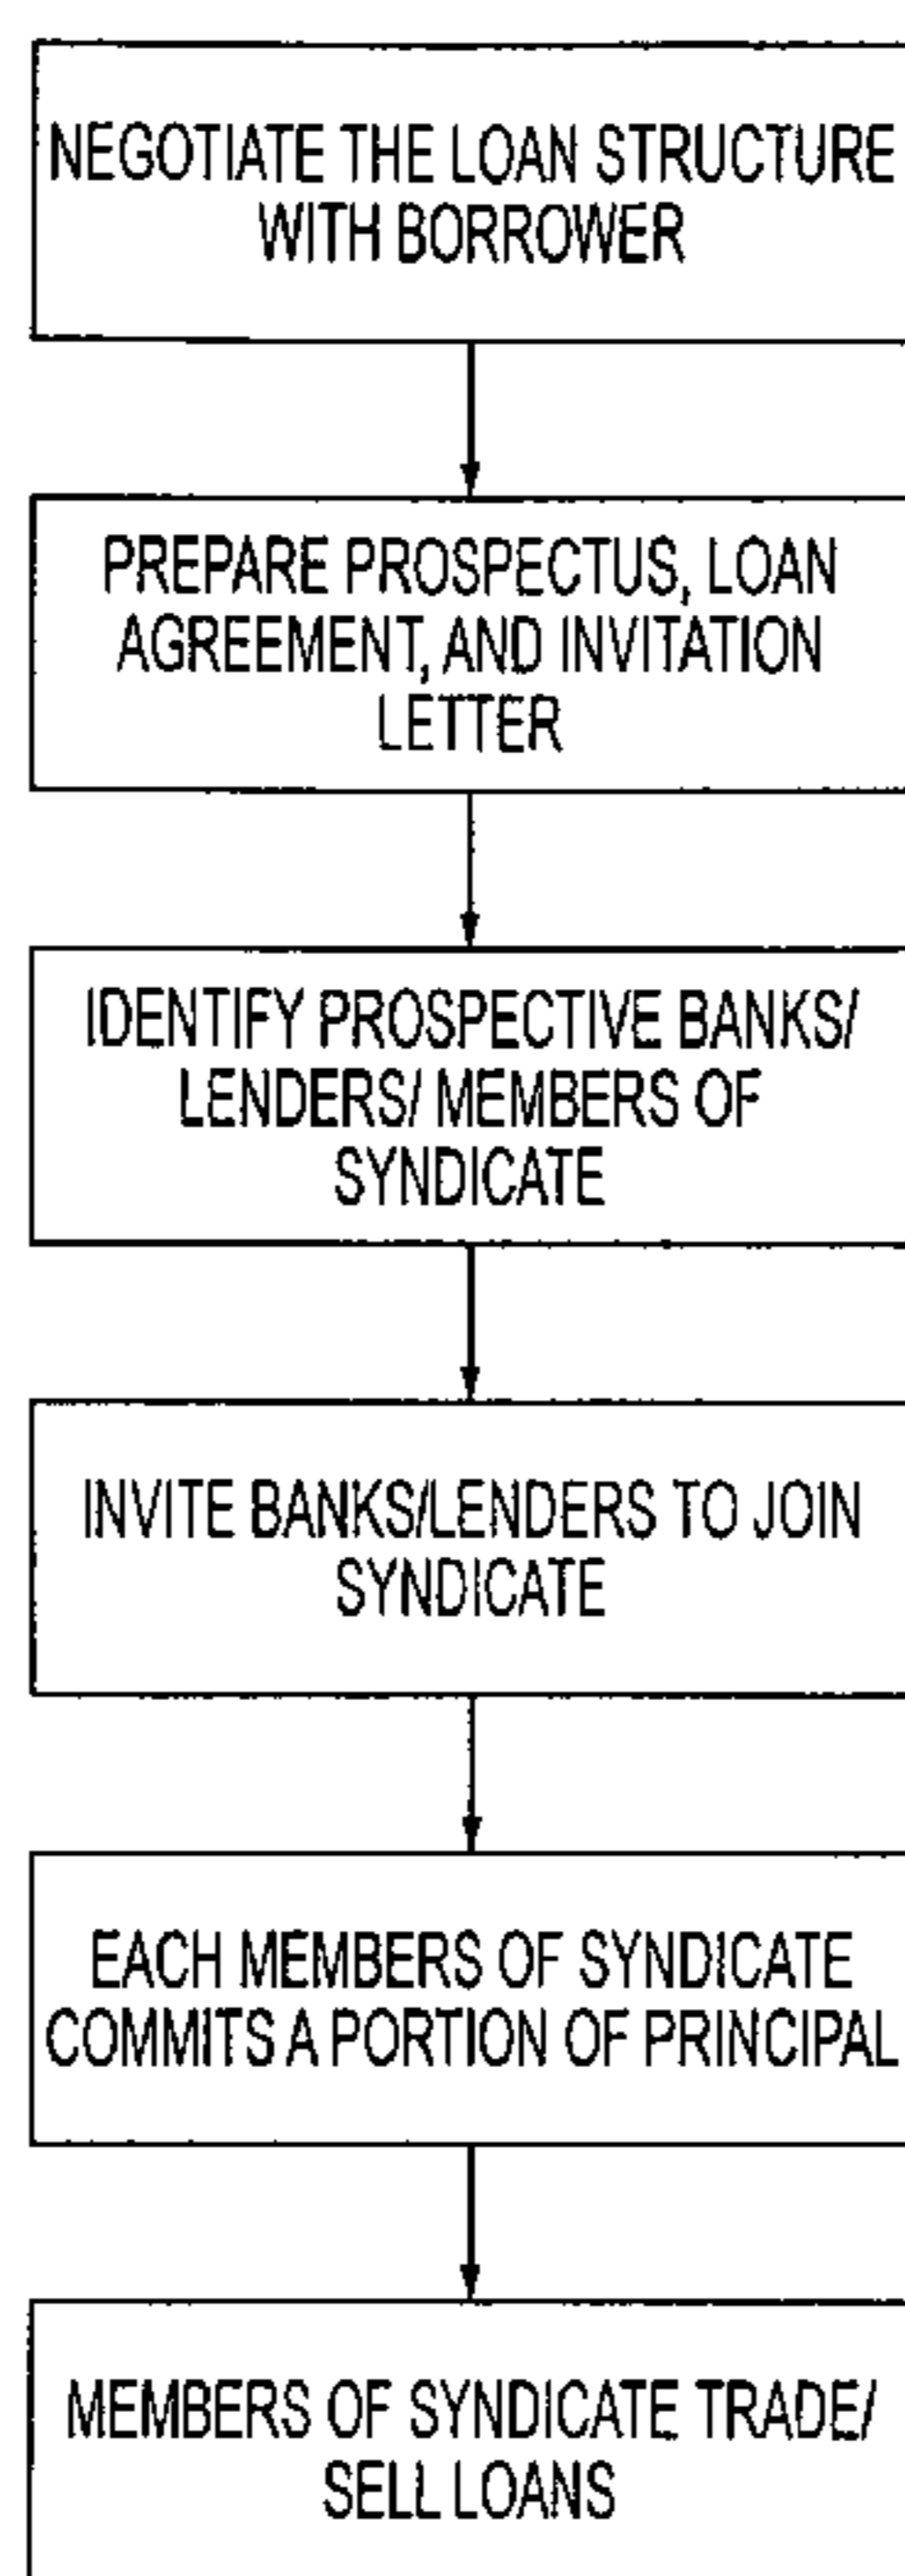 NEGOTIATE THE LOAN STRUCTURE
WITH BORROWER
PREPARE PROSPECTUS, LOAN
AGREEMENT, AND INVITATION
LETTER
IDENTIFY PROSPECTIVE BANKS/
LENDERS/ MEMBERS OF
SYNDICATE
INVITE BANKS/LENDERS TO JOIN
SYNDICATE
EACH MEMBERS OF SYNDICATE
COMMITS A PORTION OF PRINCIPAL
MEMBERS OF SYNDICATE TRADE/
SELL LOANS